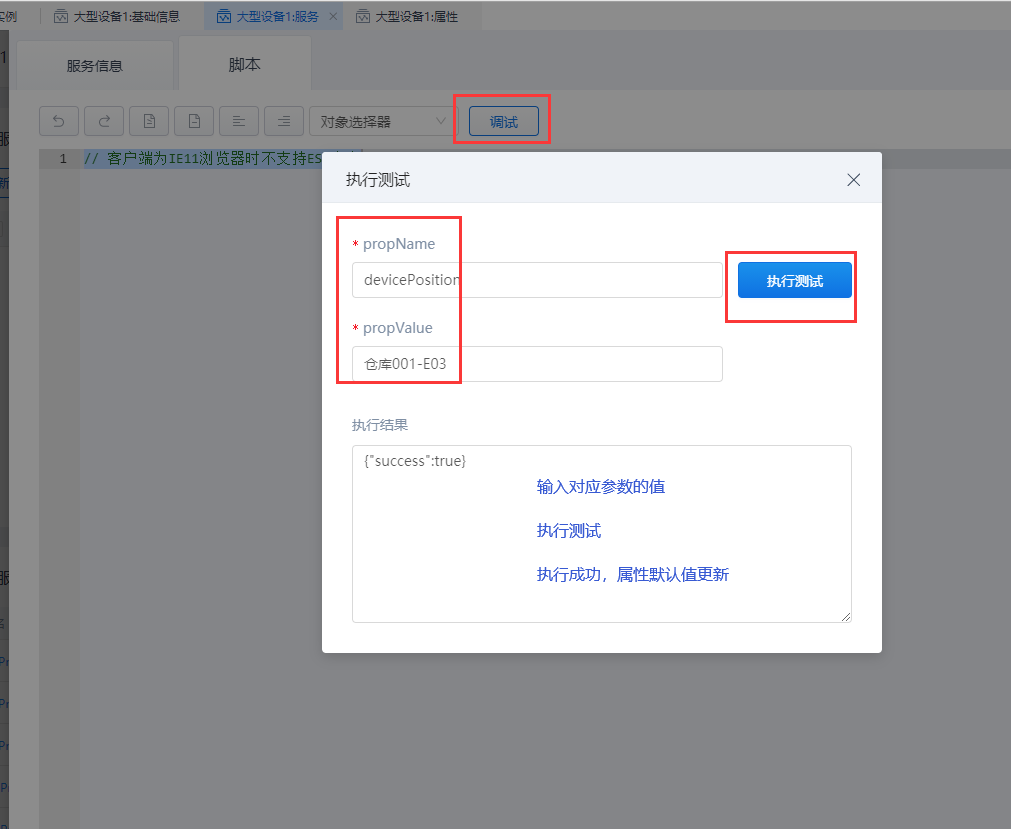 实例 大型设备1:基础信息 大型设备1:服务 大型设备1:属性
服务信息 脚本
对象选择器 调试
1 // 客户端为IE11浏览器时不支持ES
执行测试
* propName
devicePosition 执行测试
* propValue
仓库001-E03
执行结果
{"success":true}
输入对应参数的值
执行测试
执行成功，属性默认值更新